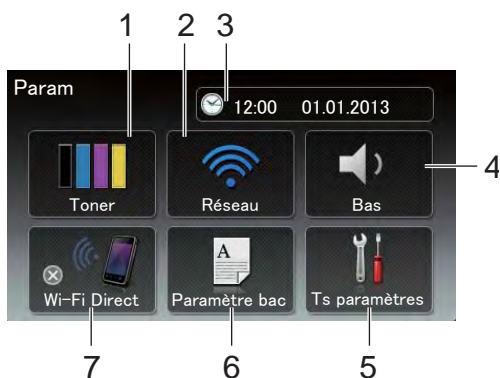 1 2 3
Param
12:00 01.01.2013
4
Toner Réseau Bas
A
Wi-Fi Direct Paramètre bac Ts paramètres
7 6 5